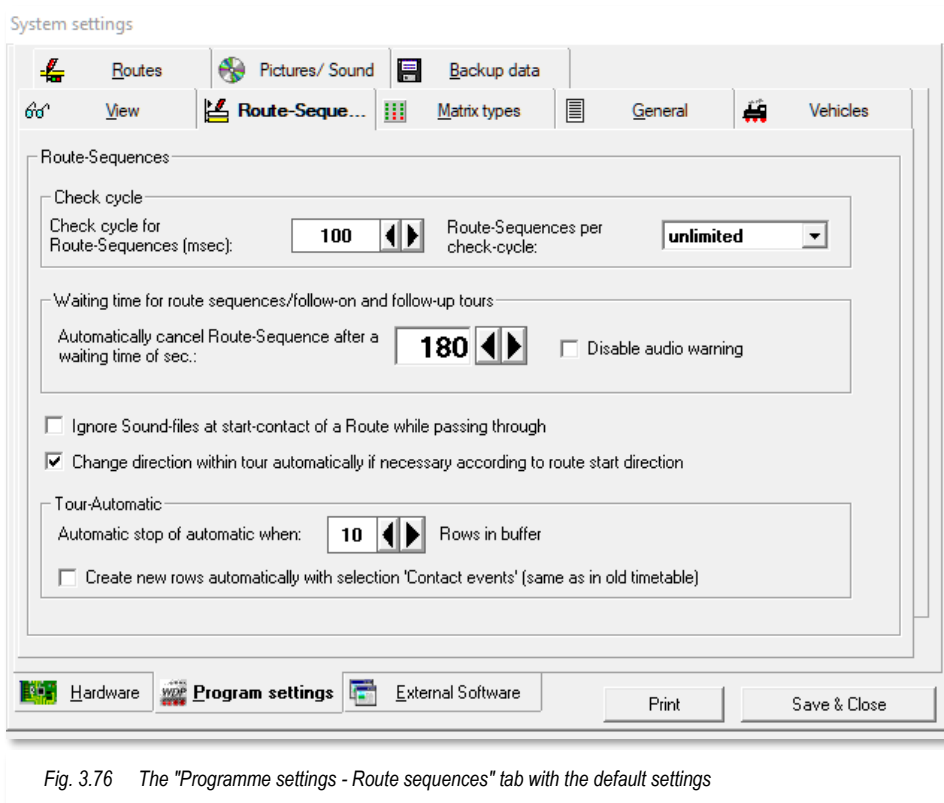 System settings
Routes Pictures/ Sound Backup data
View Route-Seque... Matrix types General Vehicles
Route-Sequences
Check cycle
Check cycle for
Route-Sequences (msec):
100
Route-Sequences per
check-cycle:
unlimited
Waiting time for route sequences/follow-on and follow-up tours
Automatically cancel Route-Sequence after a
waiting time of sec.:
180
Disable audio warning
Ignore Sound-files at start-contact of a Route while passing through
Change direction within tour automatically if necessary according to route start direction
Tour-Automatic
Automatic stop of automatic when: 10 Rows in buffer
Create new rows automatically with selection 'Contact events' (same as in old timetable)
Hardware WDP Program settings External Software
Print Save & Close
Fig. 3.76 The "Programme settings - Route sequences" tab with the default settings